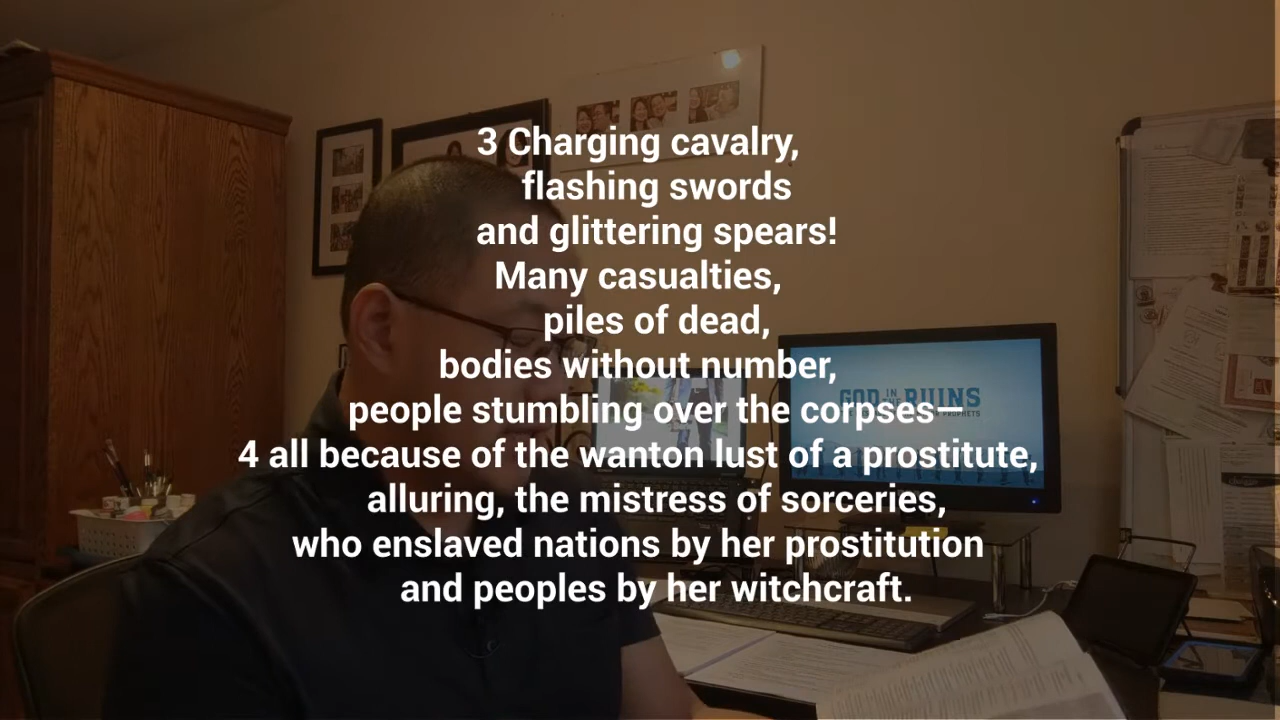 3 Charging cavalry,
flashing swords
and glittering spears!
Many casualties,
piles of dead,
bodies without number,
people stumbling over the corpses
4 all because of the wanton lust of a prostitute,
alluring, the mistress of sorceries,
who enslaved nations by her prostitution
and peoples by her witchcraft.
GOD IN RUINS
PROPHETS